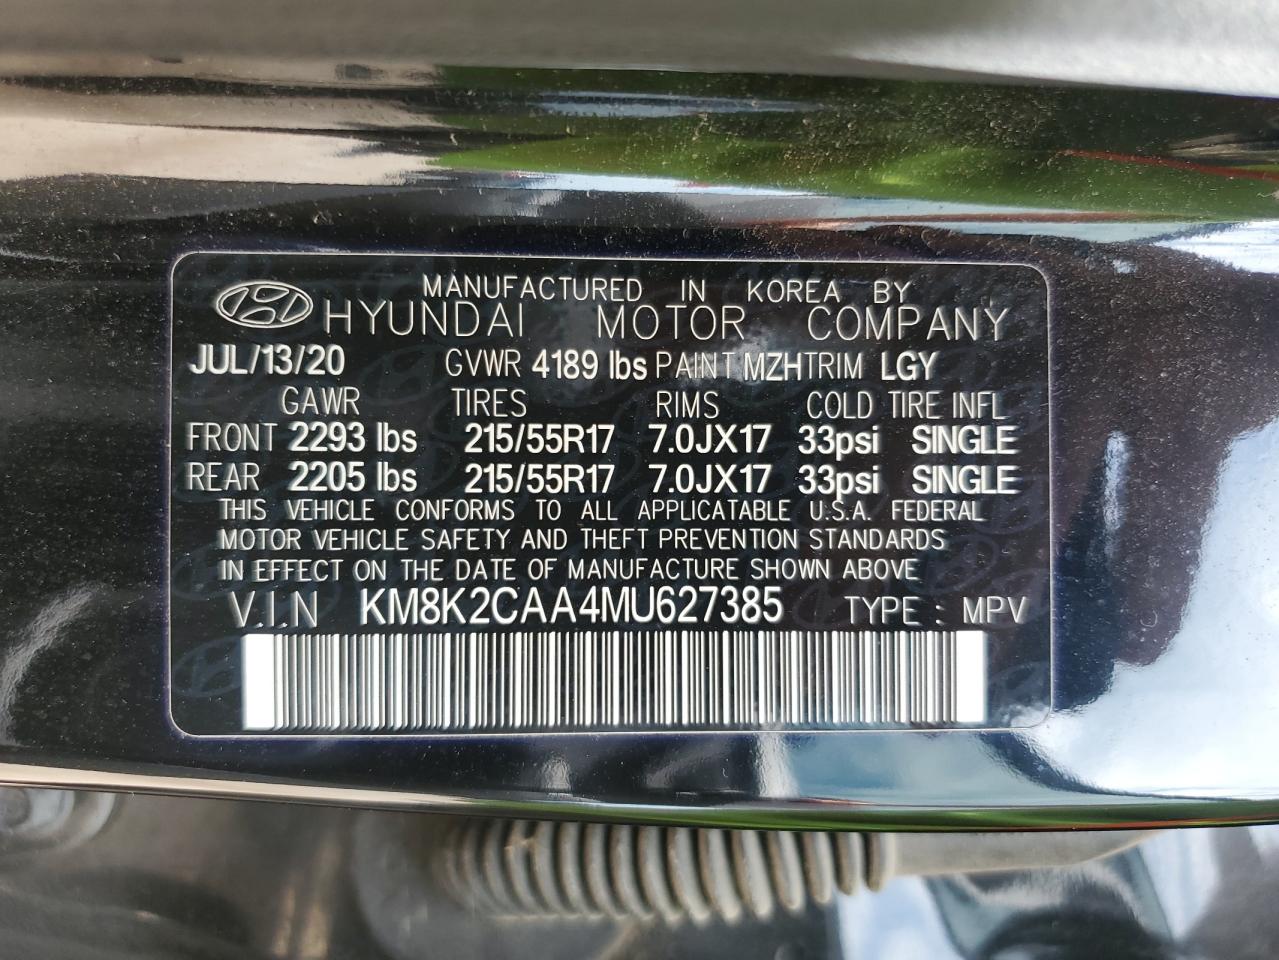 MANUFACTURED IN KOREA BY
HYUNDAI MOTOR COMPANY
JUL/13/20 GVWR 4189 lbs PAINT MZH TRIM LGY
GAWR TIRES RIMS COLD TIRE INFL
FRONT 2293 lbs 215/55R17 7.0JX17 33psi SINGLE
REAR 2205 lbs 215/55R17 7.0JX17 33psi SINGLE
THIS VEHICLE CONFORMS TO ALL APPLICATABLE U.S.A. FEDERAL
MOTOR VEHICLE SAFETY AND THEFT PREVENTION STANDARDS
IN EFFECT ON THE DATE OF MANUFACTURE SHOWN ABOVE
V.I.N KM8K2CAA4MU627385 TYPE : MPV